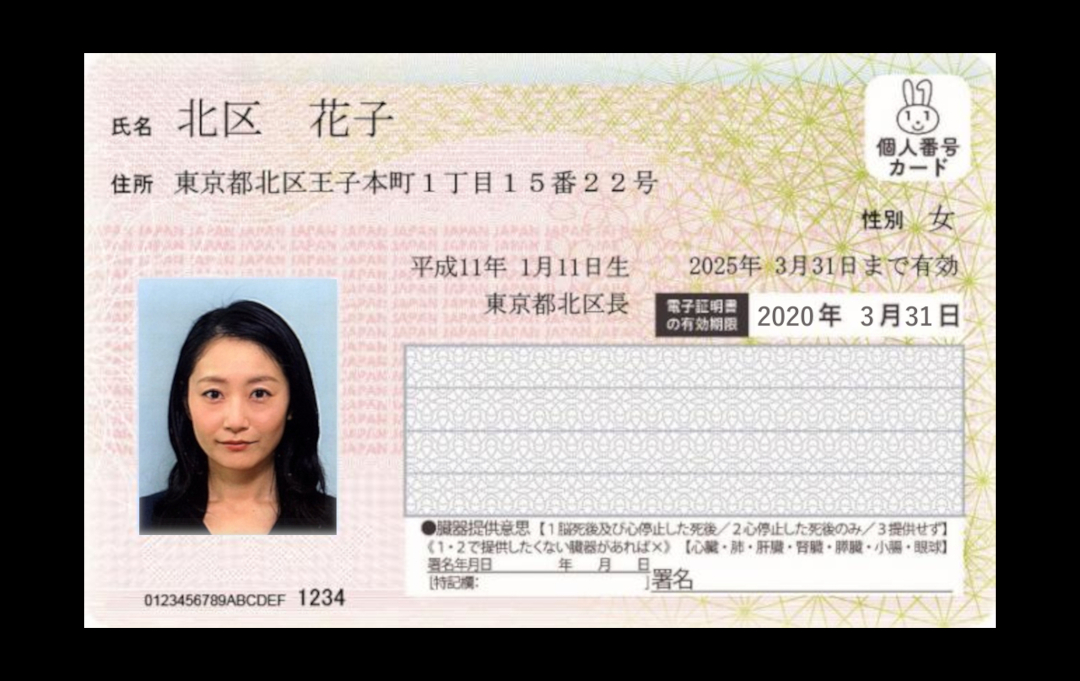 氏名 北区 花子
個人番号
カード
住所 東京都北区王子本町1丁目15番22号
性別 女
平成11年 1月11日生 2025年 3月31日まで有効
東京都北区長
電子証明書
の有効期限 2020年 3月31日
●臓器提供意思【1脳死後及び心停止した死後/2心停止した死後のみ/3提供せず】
《1・2で提供したくない臓器があれば×》【心臓・肺・肝臓・腎臓・膵臓・小腸・眼球】
署名年月日 年 月 日
[特記欄: ] 署名
0123456789ABCDEF 1234